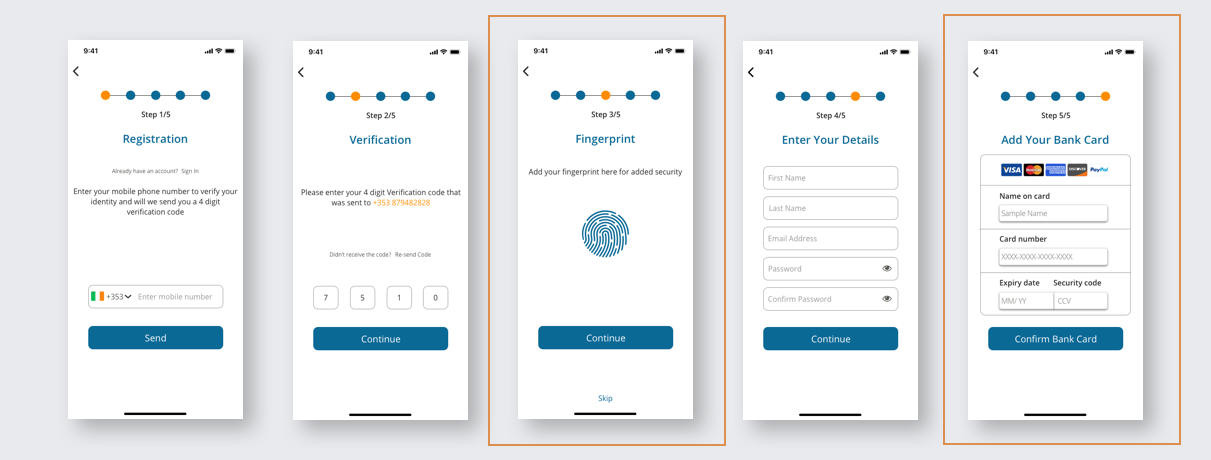 9:41
Step 1/5
Registration
Already have an account? Sign In
Enter your mobile phone number to verify your
identity and will we send you a 4 digit
verification code
+353 Enter mobile number
Send
9:41
Step 2/5
Verification
Please enter your 4 digit Verification code that
was sent to +353 879482828
Didn't receive the code? Re-send Code
7 5 1 0
Continue
9:41
Step 3/5
Fingerprint
Add your fingerprint here for added security
Continue
Skip
9:41
Step 4/5
Enter Your Details
First Name
Last Name
Email Address
Password
Confirm Password
Continue
9:41
Step 5/5
Add Your Bank Card
VISA DISCOVER PayPal
Name on card
Sample Name
Card number
XXXX-XXXX-XXXX-XXXX
Expiry date Security code
MM/ YY CCV
Confirm Bank Card